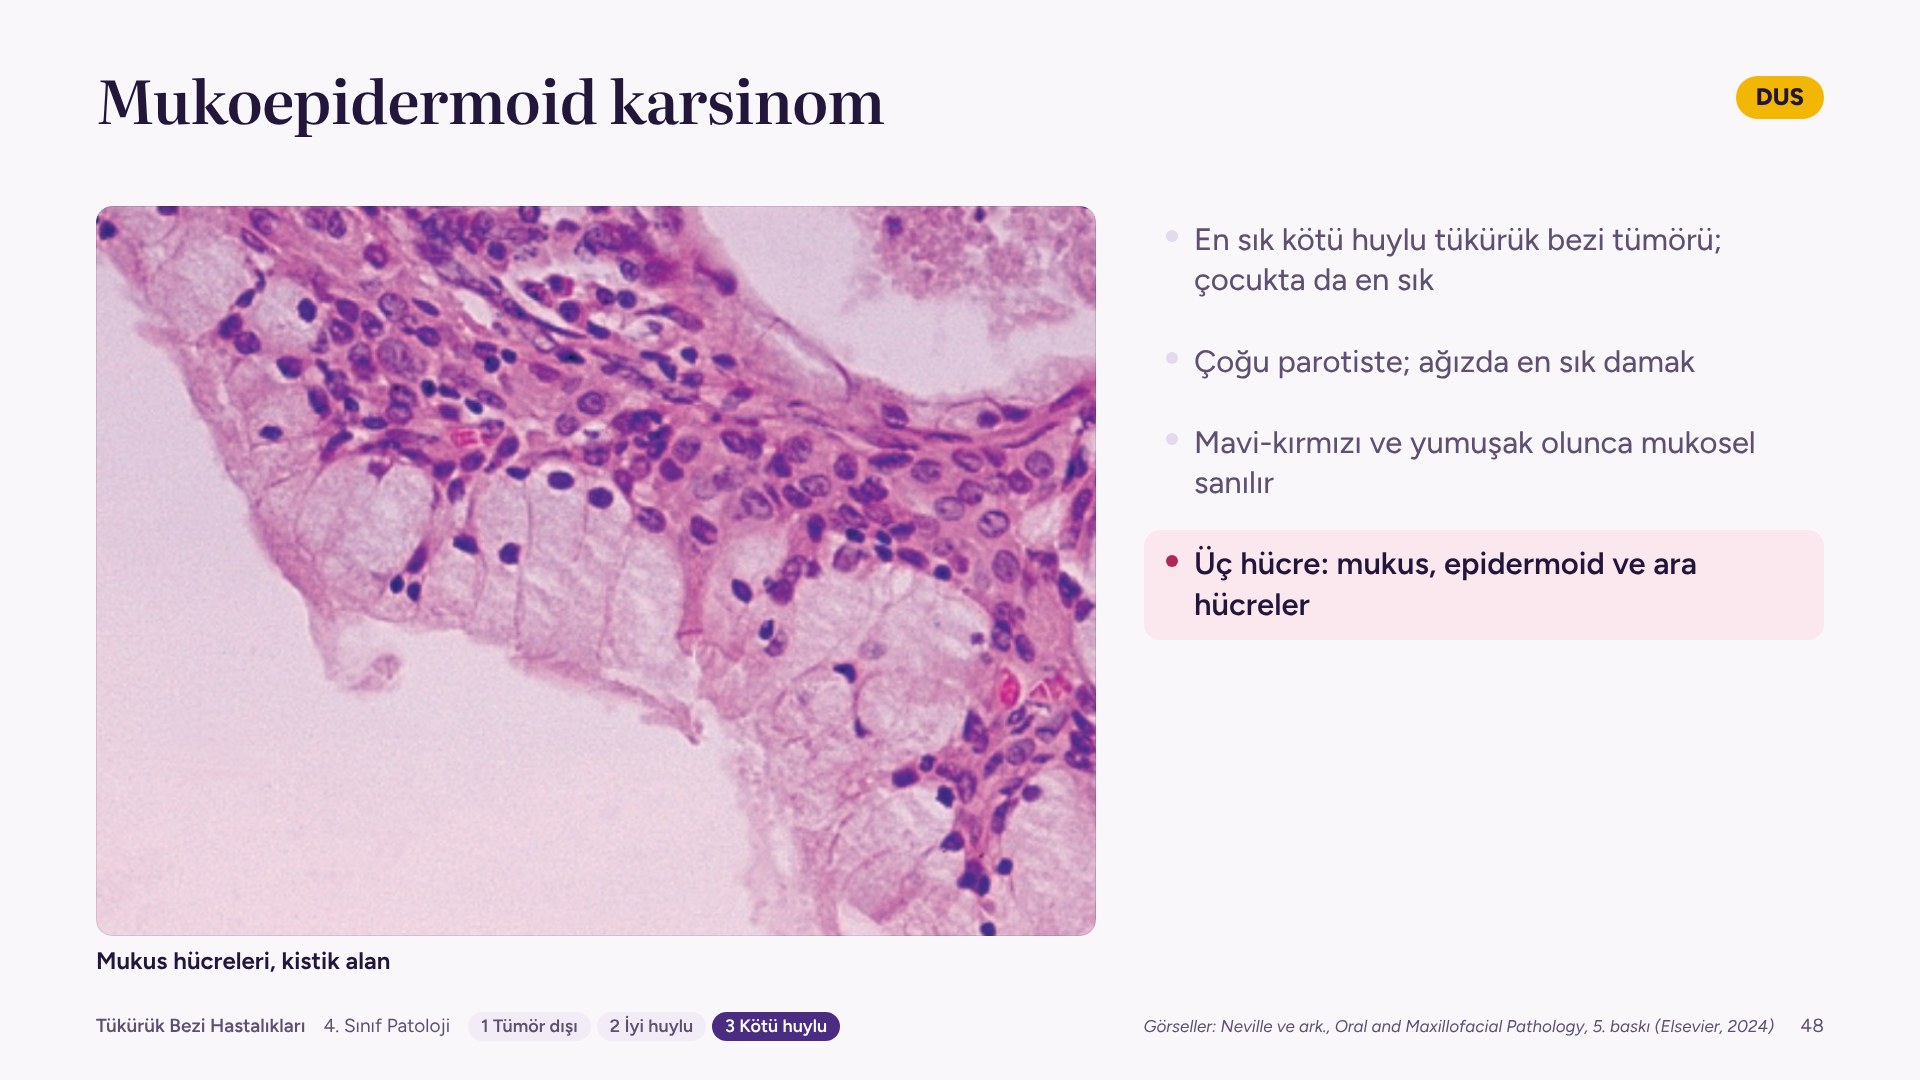 Mukoepidermoid karsinom
DUS
En sık kötü huylu tükürük bezi tümörü;
çocukta da en sık
Çoğu parotiste; ağızda en sık damak
Mavi-kırmızı ve yumuşak olunca mukosel
sanılır
Üç hücre: mukus, epidermoid ve ara
hücreler
Mukus hücreleri, kistik alan
Tükürük Bezi Hastalıkları 4. Sınıf Patoloji 1 Tümör dışı 2 İyi huylu 3 Kötü huylu
Görseller: Neville ve ark., Oral and Maxillofacial Pathology, 5. baskı (Elsevier, 2024) 48